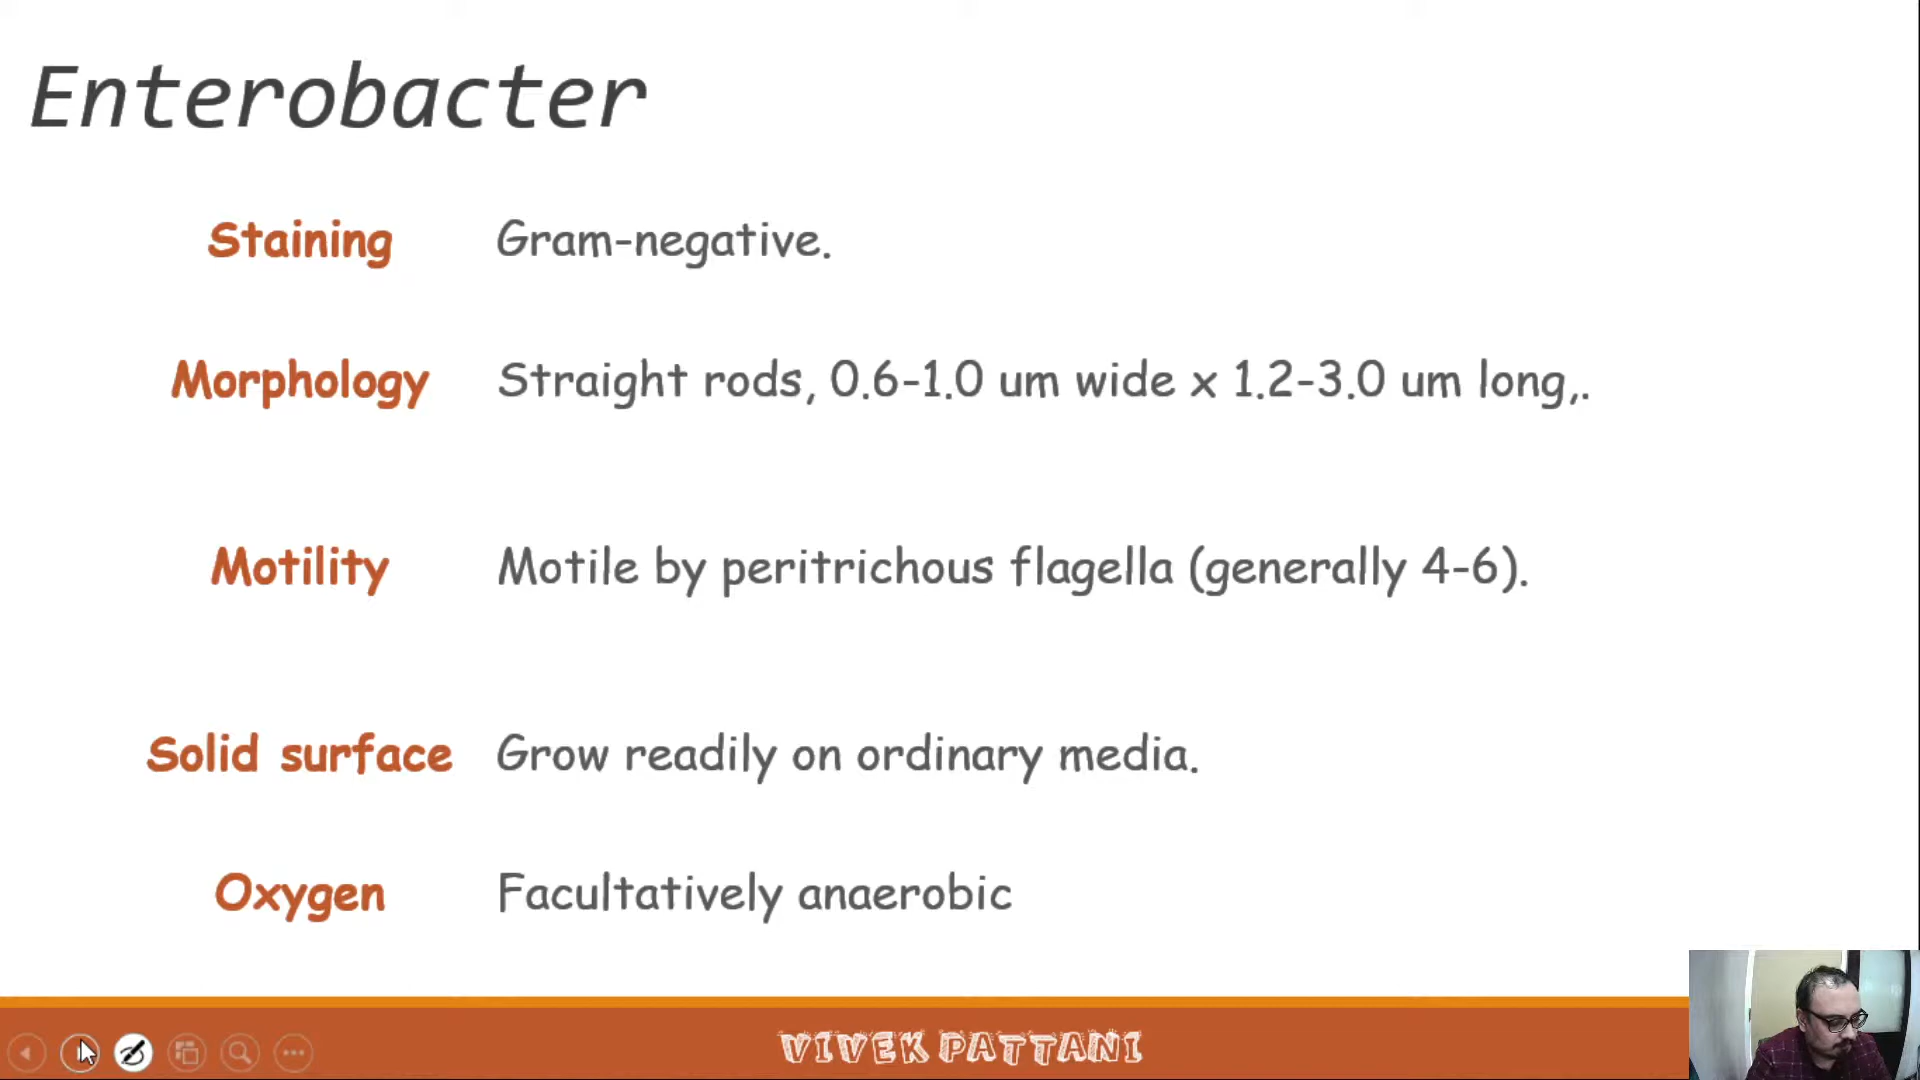 Enterobacter
Staining Gram-negative.
Morphology Straight rods, 0.6-1.0 um wide x 1.2-3.0 um long,.
Motility Motile by peritrichous flagella (generally 4-6).
Solid surface Grow readily on ordinary media.
Oxygen Facultatively anaerobic
VIVEK PATTANI